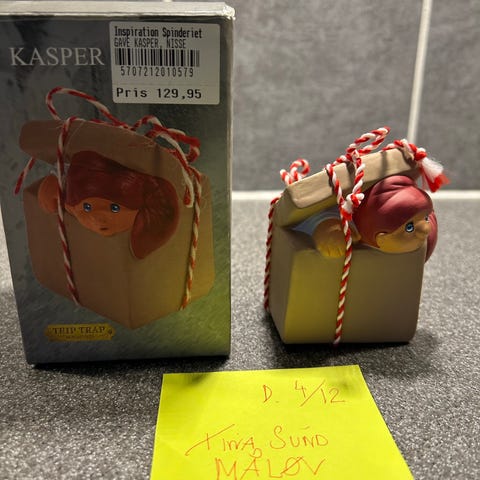 KASPER
Inspiration Spinderiet
GAVE KASPER, NISSE
5707212010579
Pris 129,95
TRIP TRAP
D. 4/12
Tina Sund
MÅLØV